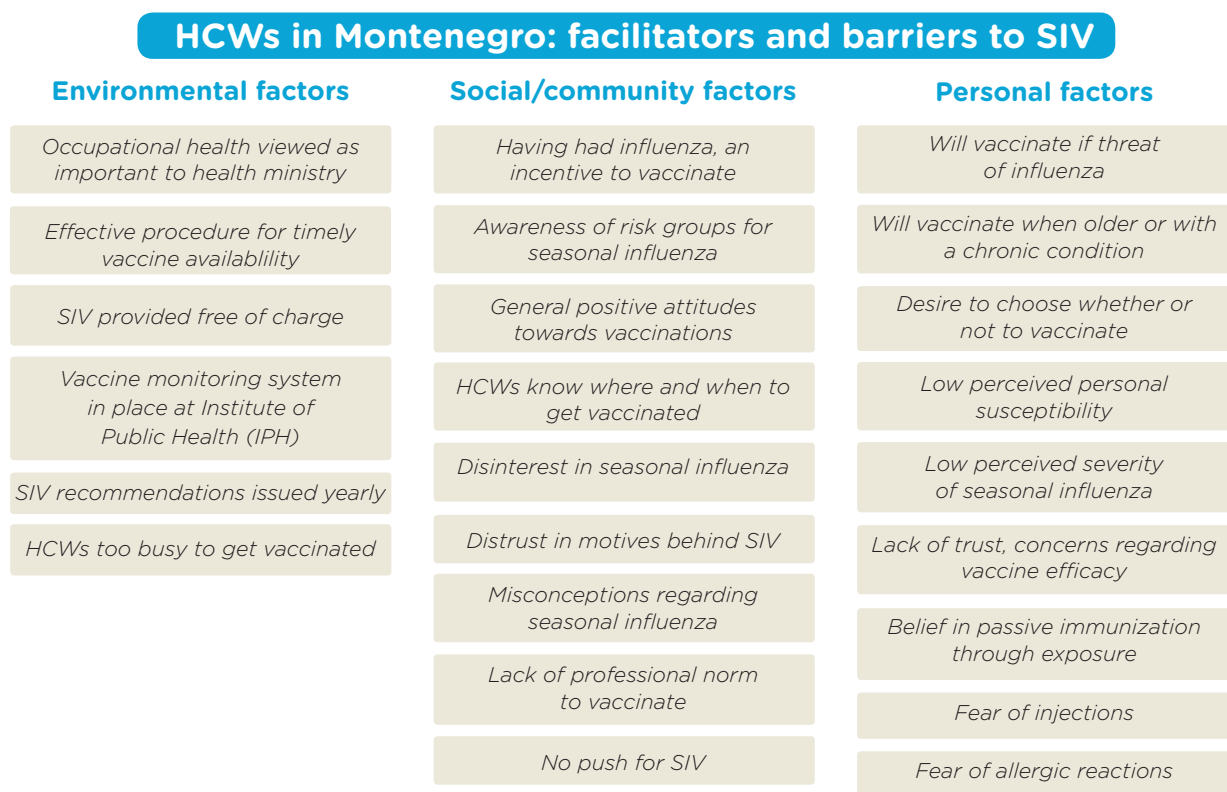 HCWs in Montenegro: facilitators and barriers to SIV
Environmental factors
Occupational health viewed as
important to health ministry
Effective procedure for timely
vaccine availablility
SIV provided free of charge
Vaccine monitoring system
in place at Institute of
Public Health (IPH)
SIV recommendations issued yearly
HCWs too busy to get vaccinated
Social/community factors
Having had influenza, an
incentive to vaccinate
Awareness of risk groups for
seasonal influenza
General positive attitudes
towards vaccinations
HCWs know where and when to
get vaccinated
Disinterest in seasonal influenza
Distrust in motives behind SIV
Misconceptions regarding
seasonal influenza
Lack of professional norm
to vaccinate
No push for SIV
Personal factors
Will vaccinate if threat
of influenza
Will vaccinate when older or with
a chronic condition
Desire to choose whether or
not to vaccinate
Low perceived personal
susceptibility
Low perceived severity
of seasonal influenza
Lack of trust, concerns regarding
vaccine efficacy
Belief in passive immunization
through exposure
Fear of injections
Fear of allergic reactions